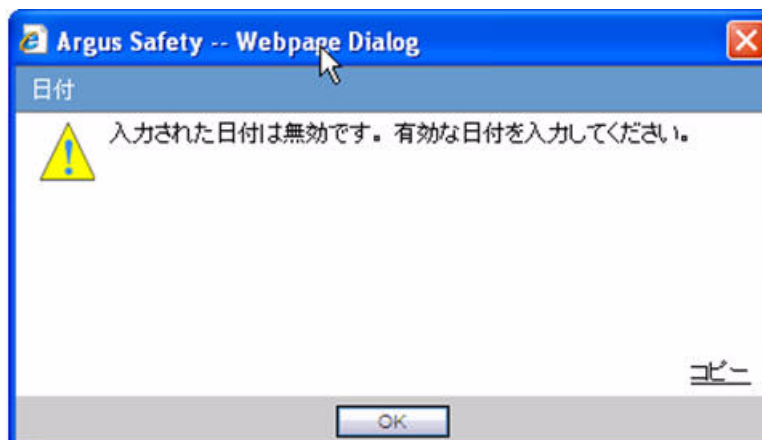 Argus Safety -- Webpage Dialog
日付
入力された日付は無効です。有効な日付を入力してください。
コピー
OK